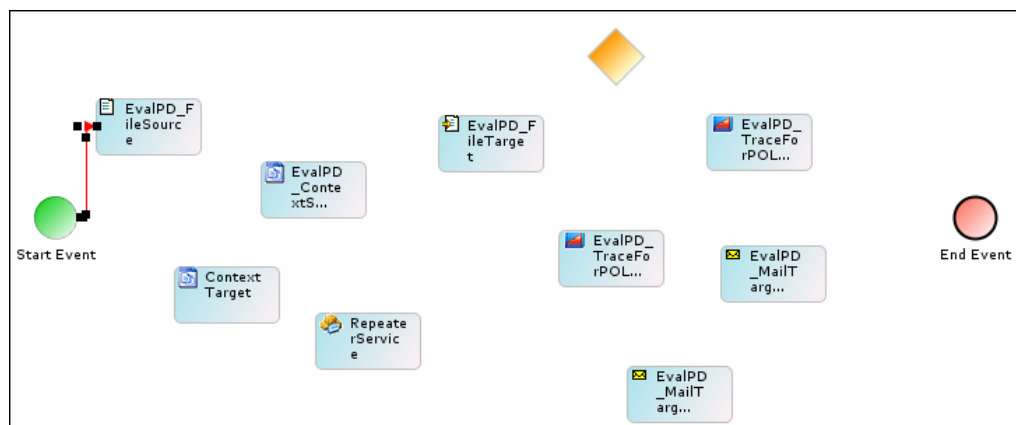 EvalPD_F
ileSourc
e
EvalPD_F
ileTarge
t
EvalPD_
TraceFo
rPOL...
EvalPD
_Conte
xtS...
Start Event
EvalPD_
TraceFo
rPOL...
EvalPD
_MailT
arg...
End Event
Context
Target
Repeate
rServic
e
EvalPD
_MailT
arg...